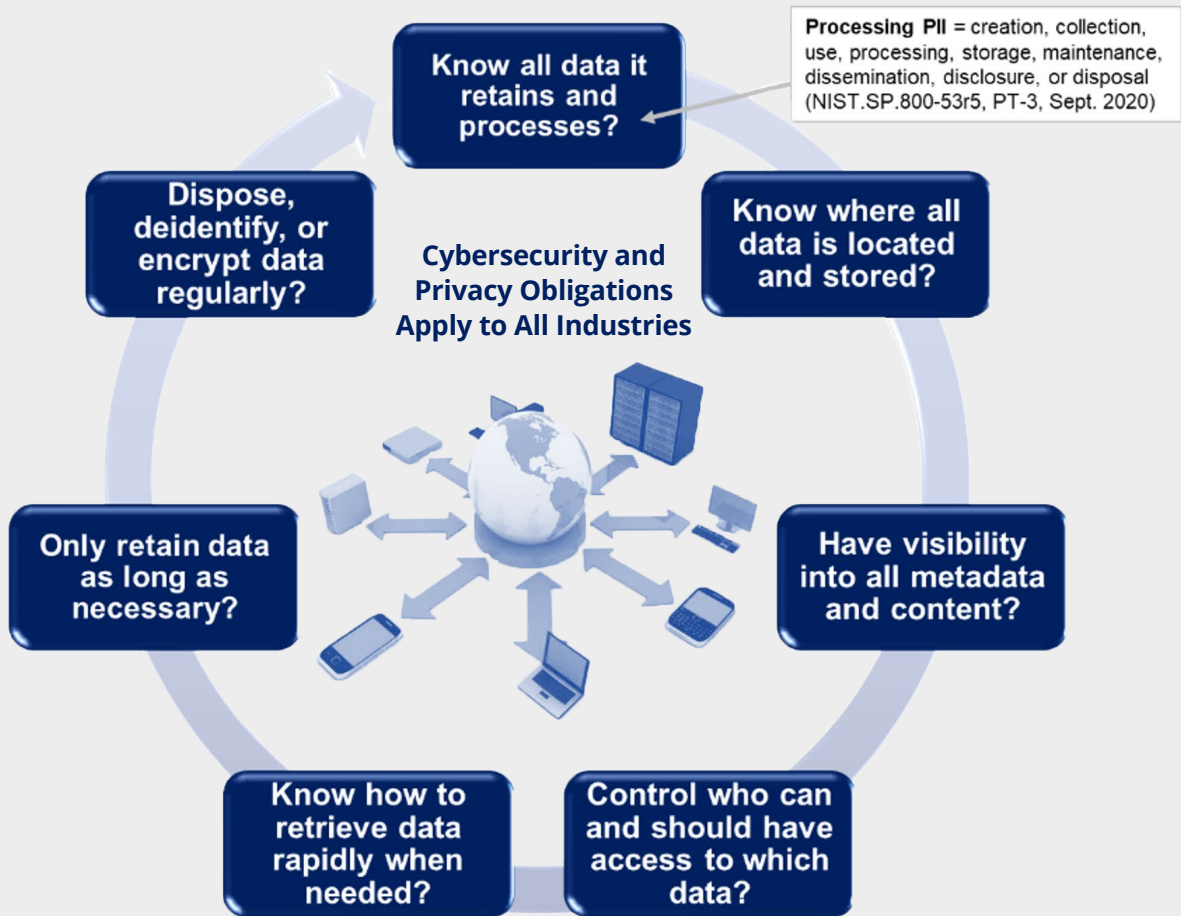 Processing PII = creation, collection,
use, processing, storage, maintenance,
dissemination, disclosure, or disposal
(NIST.SP.800-53r5, PT-3, Sept. 2020)
Know all data it
retains and
processes?
Know where all
data is located
and stored?
Have visibility
into all metadata
and content?
Control who can
and should have
access to which
data?
Know how to
retrieve data
rapidly when
needed?
Only retain data
as long as
necessary?
Dispose,
deidentify, or
encrypt data
regularly?
Cybersecurity and
Privacy Obligations
Apply to All Industries